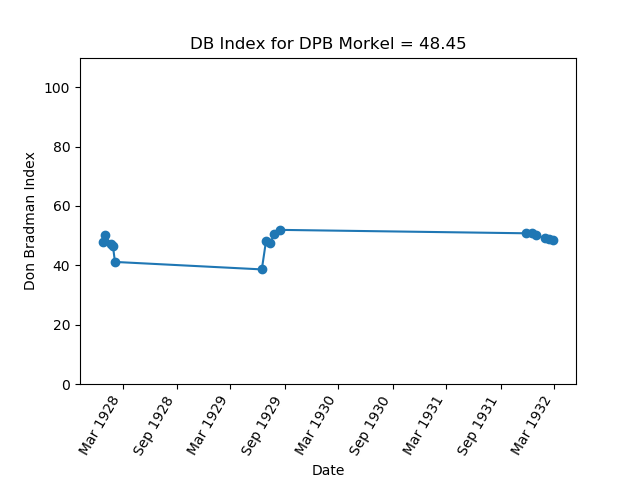 DB Index for DPB Morkel = 48.45
Don Bradman Index
100
80
60
40
20
0
Mar 1928
Sep 1928
Mar 1929
Sep 1929
Mar 1930
Sep 1930
Mar 1931
Sep 1931
Mar 1932
Date